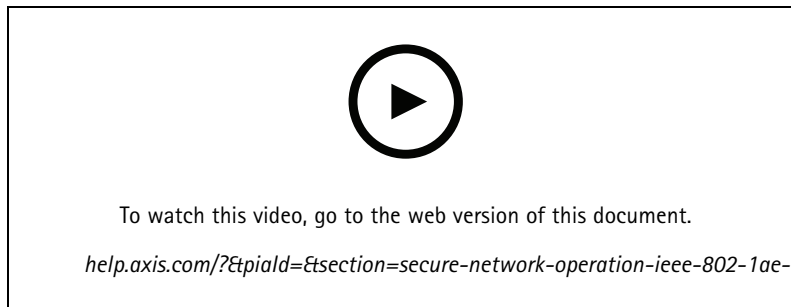 To watch this video, go to the web version of this document.
help.axis.com/?&piaId=&section=secure-network-operation-ieee-802-1ae-